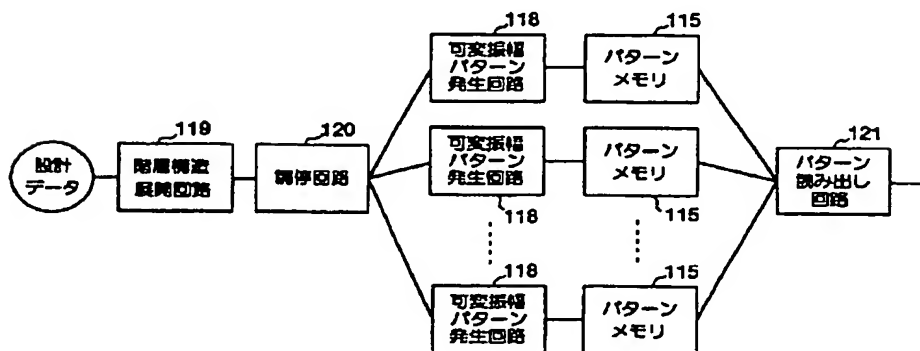 118
可変振幅
パターン
発生回路
115
パターン
メモリ
119
120
設計
データ
階層構造
展開回路
調停回路
可変振幅
パターン
発生回路
118
パターン
メモリ
115
121
パターン
読み出し
回路
118
可変振幅
パターン
発生回路
115
パターン
メモリ